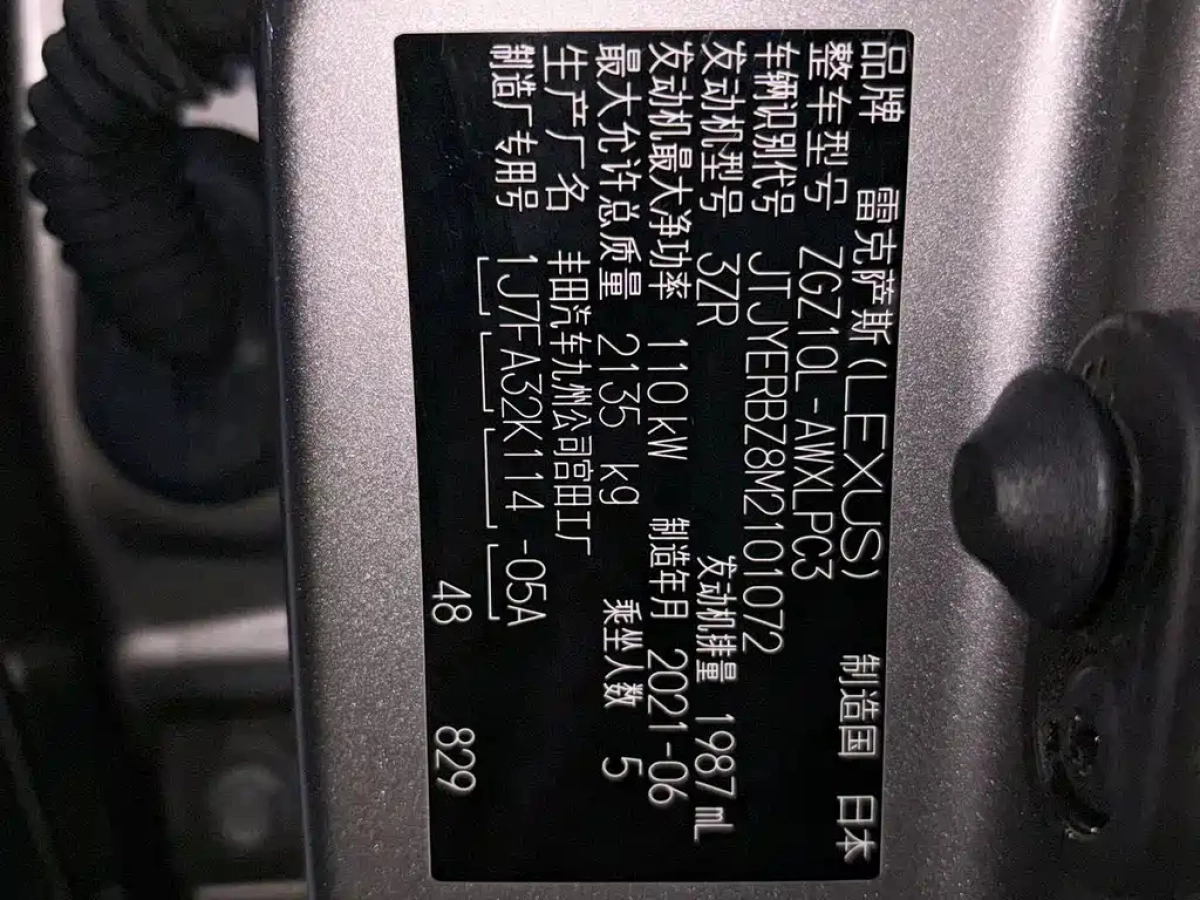 品牌 雷克萨斯(LEXUS) 制造国 日本
整车型号 ZGZ10L-AWXLPC3
车辆识别代号 JTJYERBZ8M2101072
发动机型号 3ZR 发动机排量 1987 mL
发动机最大净功率 110 kW 制造年月 2021-06
最大允许总质量 2135 kg 乘坐人数 5
生产厂名 丰田汽车九州公司宫田工厂
制造厂专用号 1J7FA32K114 -05A
48 829